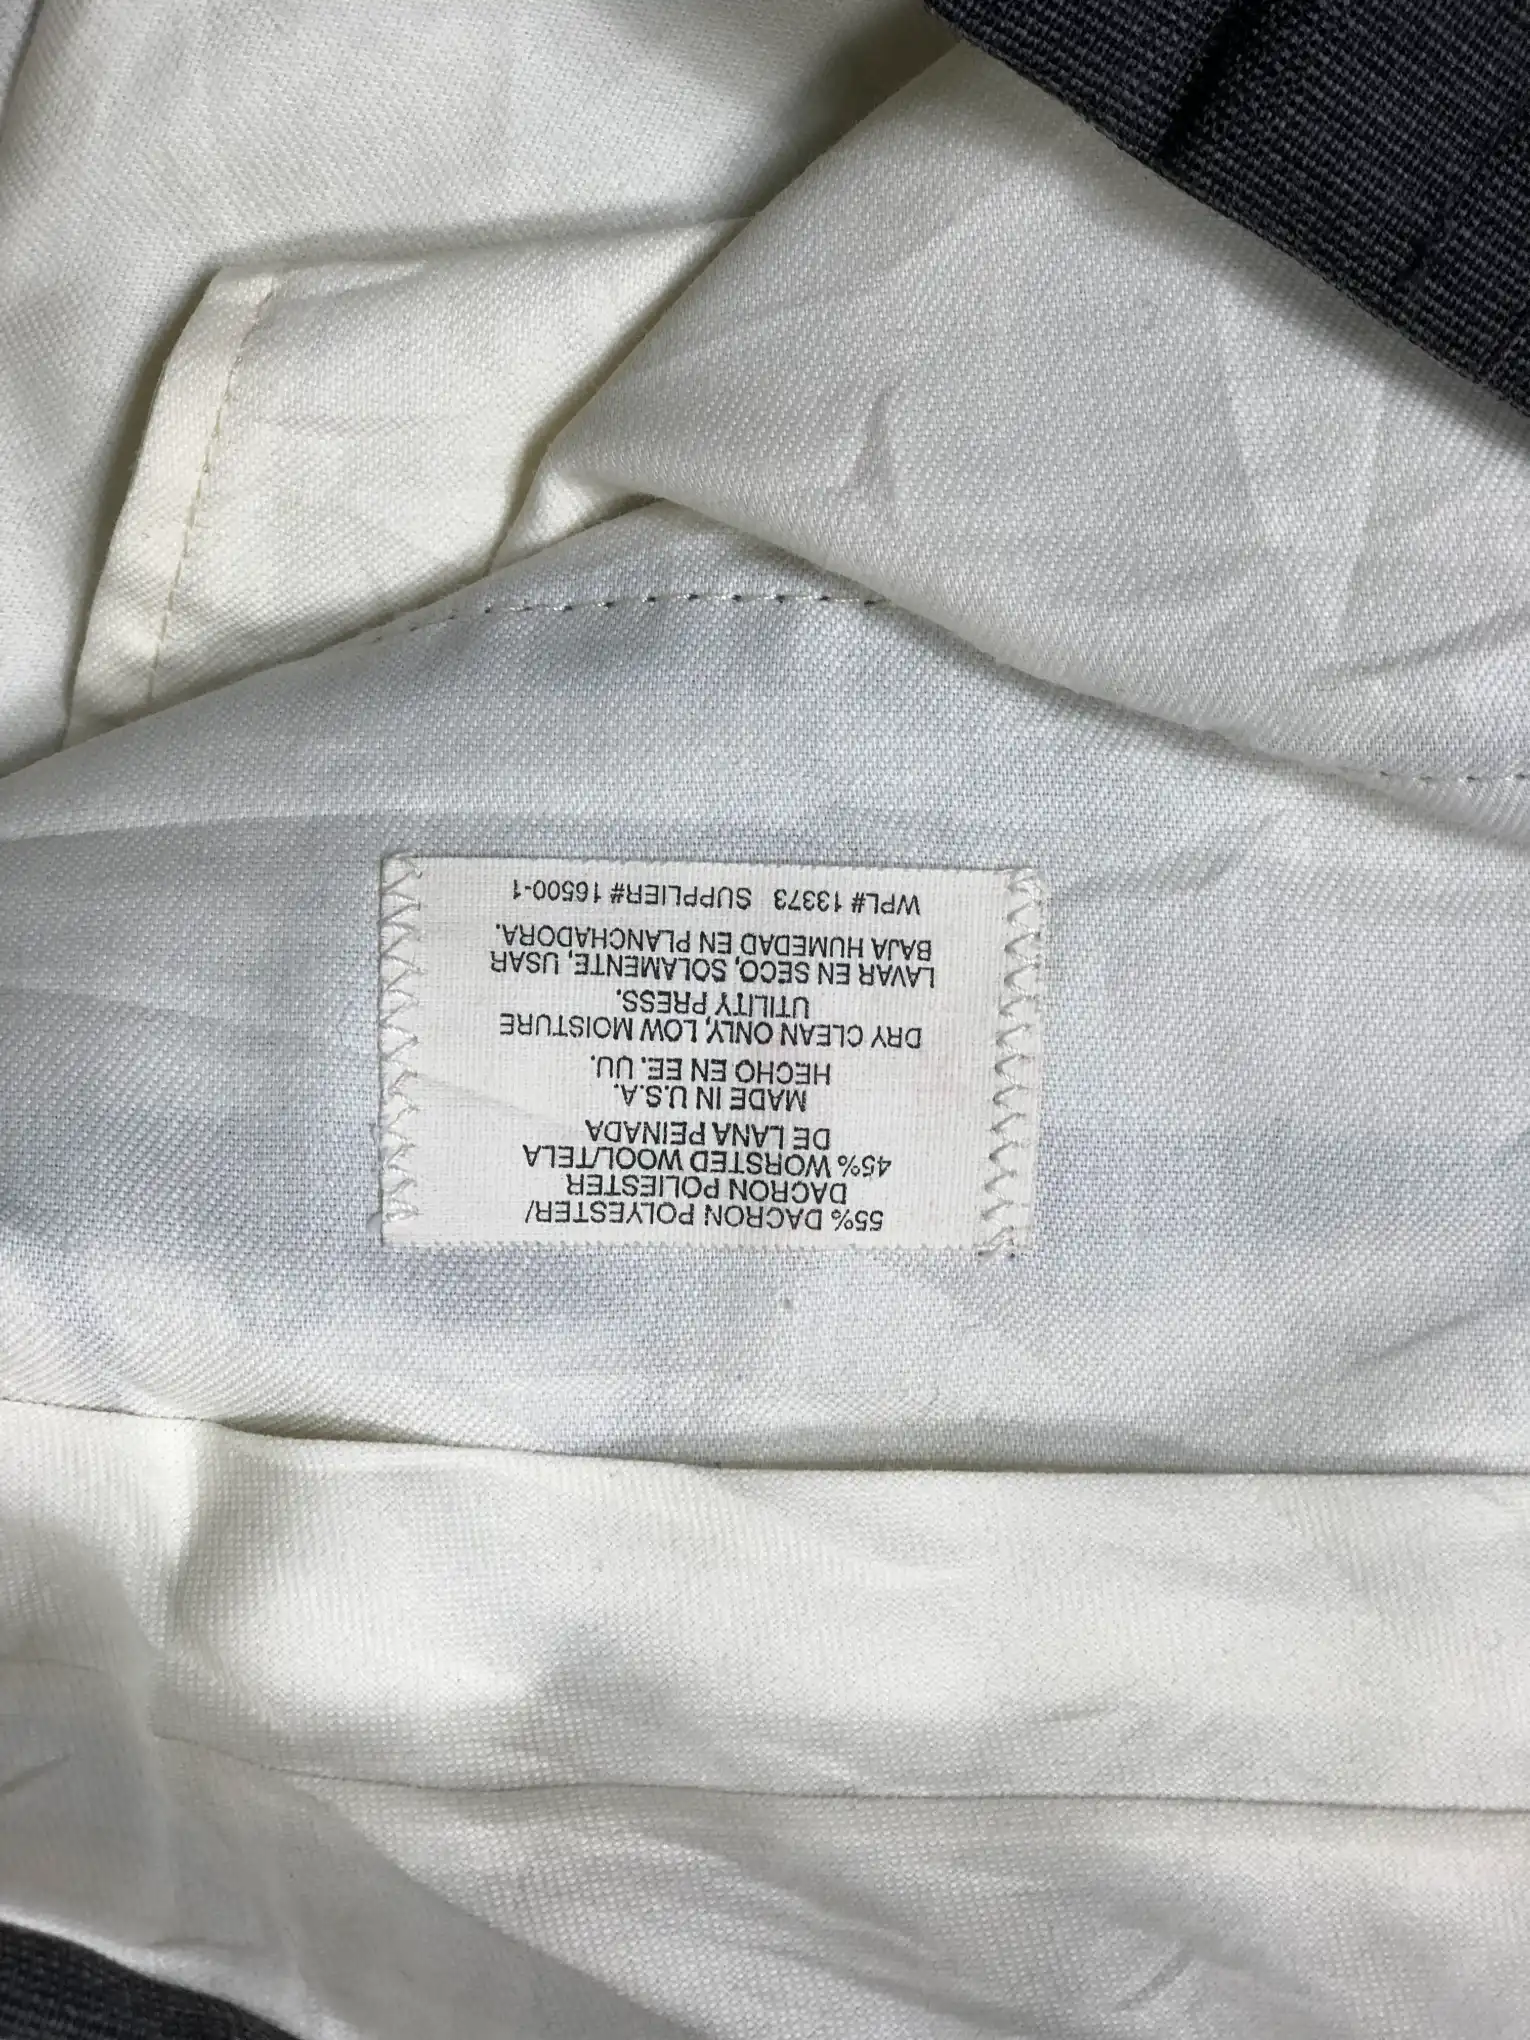 55% DACRON POLYESTER/
DACRON POLIESTER
45% WORSTED WOOL/TELA
DE LANA PEINADA
MADE IN U.S.A.
HECHO EN EE. UU.
DRY CLEAN ONLY, LOW MOISTURE
UTILITY PRESS.
LAVAR EN SECO, SOLAMENTE, USAR
BAJA HUMEDAD EN PLANCHADORA.
WPL# 13373 SUPPLIER# 16500-1